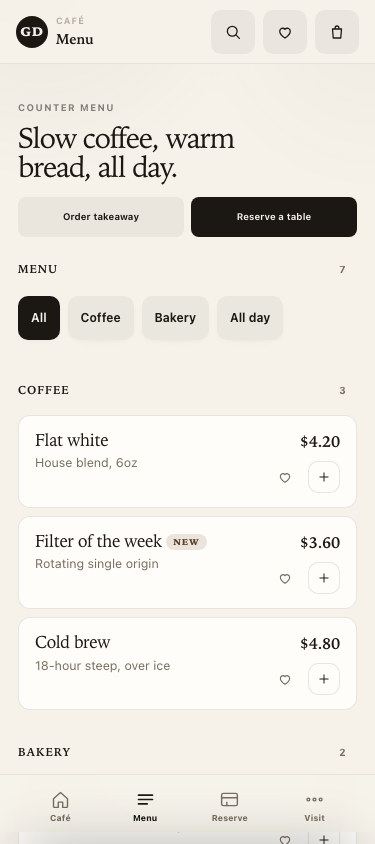 GD
CAFÉ
Menu
COUNTER MENU
Slow coffee, warm
bread, all day.
Order takeaway
Reserve a table
MENU 7
All Coffee Bakery All day
COFFEE 3
Flat white $4.20
House blend, 6oz
Filter of the week NEW $3.60
Rotating single origin
Cold brew $4.80
18-hour steep, over ice
BAKERY 2
Café Menu Reserve Visit